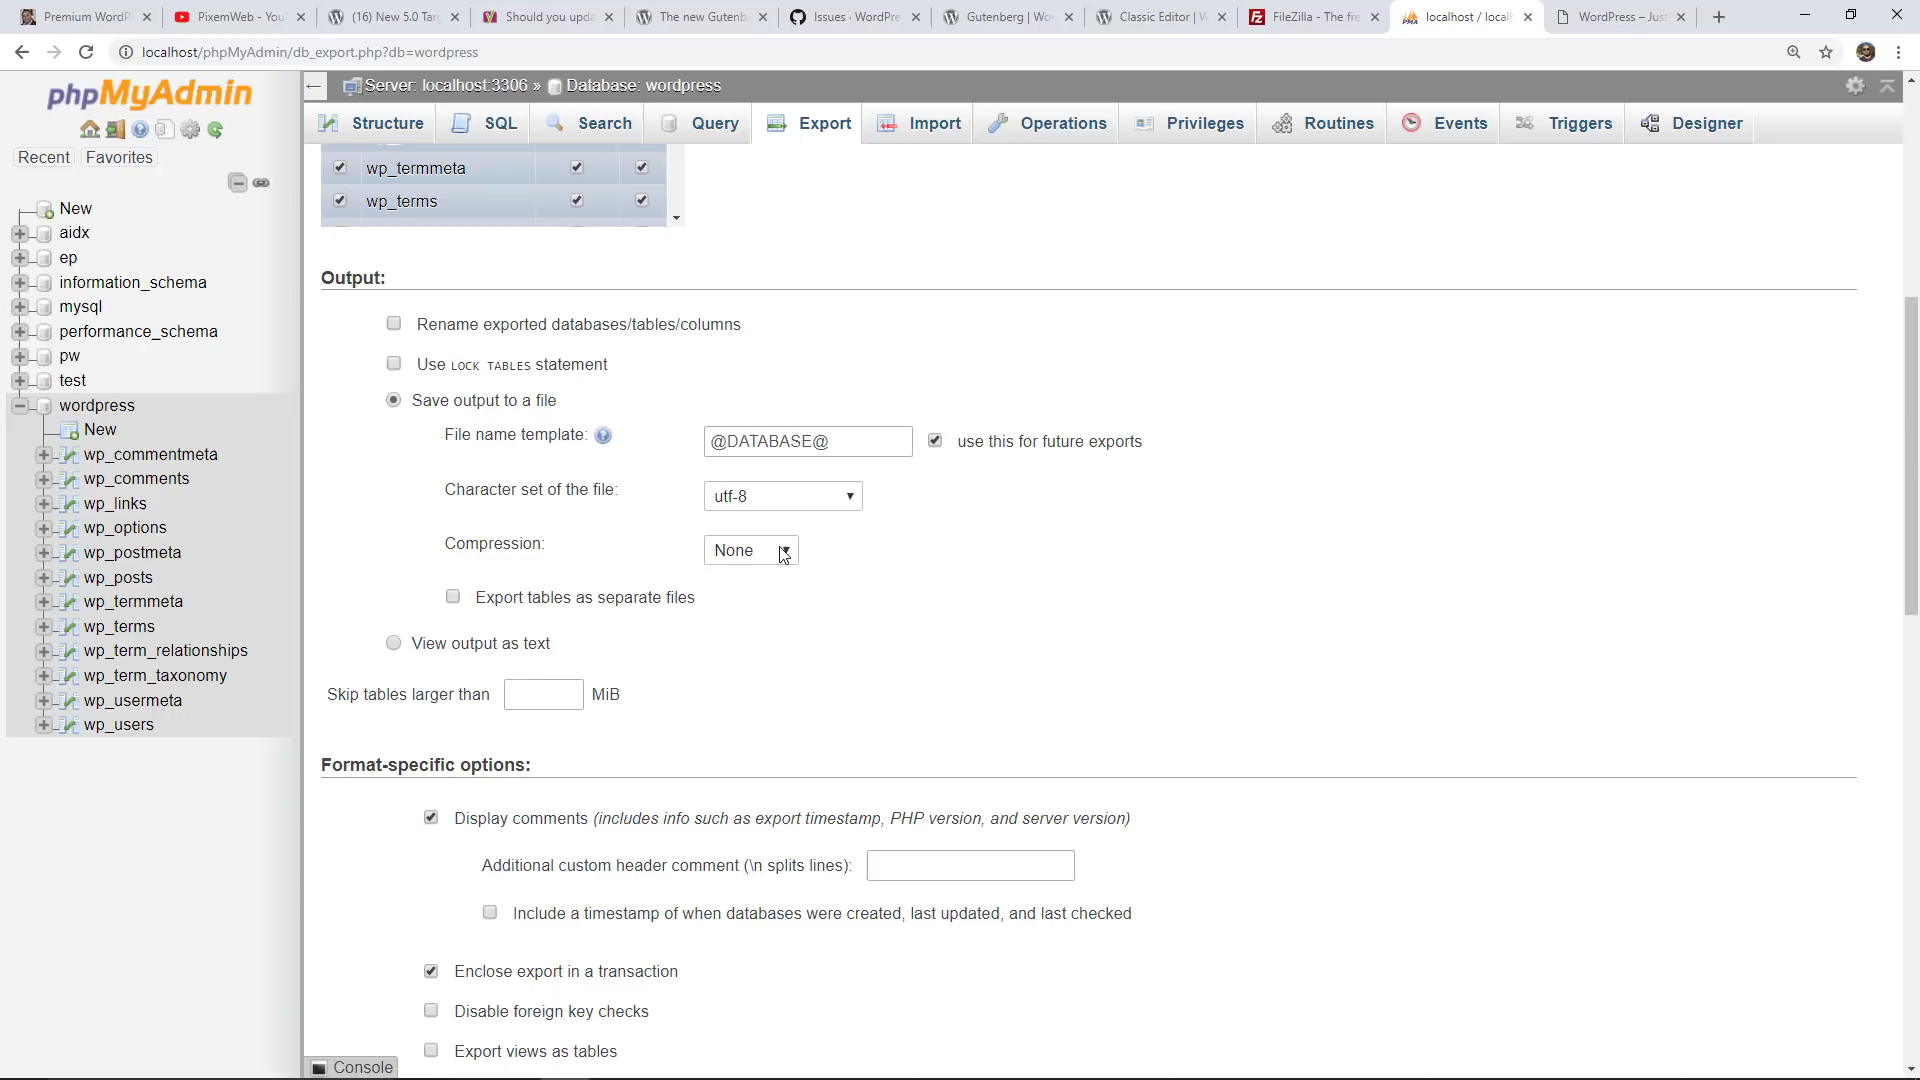 Premium WordP
PixemWeb - You
(16) New 5.0 Targ
Should you upda
The new Gutenb
Issues · WordPre
Gutenberg | Wor
Classic Editor | W
FileZilla - The fre
localhost / localh
WordPress – Just
localhost/phpMyAdmin/db_export.php?db=wordpress
phpMyAdmin
Recent
Favorites
New
aidx
ep
information_schema
mysql
performance_schema
pw
test
wordpress
New
wp_commentmeta
wp_comments
wp_links
wp_options
wp_postmeta
wp_posts
wp_termmeta
wp_terms
wp_term_relationships
wp_term_taxonomy
wp_usermeta
wp_users
Server: localhost:3306 » Database: wordpress
Structure
SQL
Search
Query
Export
Import
Operations
Privileges
Routines
Events
Triggers
Designer
wp_termmeta
wp_terms
Output:
Rename exported databases/tables/columns
Use LOCK TABLES statement
Save output to a file
File name template:
@DATABASE@
use this for future exports
Character set of the file:
utf-8
Compression:
None
Export tables as separate files
View output as text
Skip tables larger than
MiB
Format-specific options:
Display comments (includes info such as export timestamp, PHP version, and server version)
Additional custom header comment (\n splits lines):
Include a timestamp of when databases were created, last updated, and last checked
Enclose export in a transaction
Disable foreign key checks
Export views as tables
Console